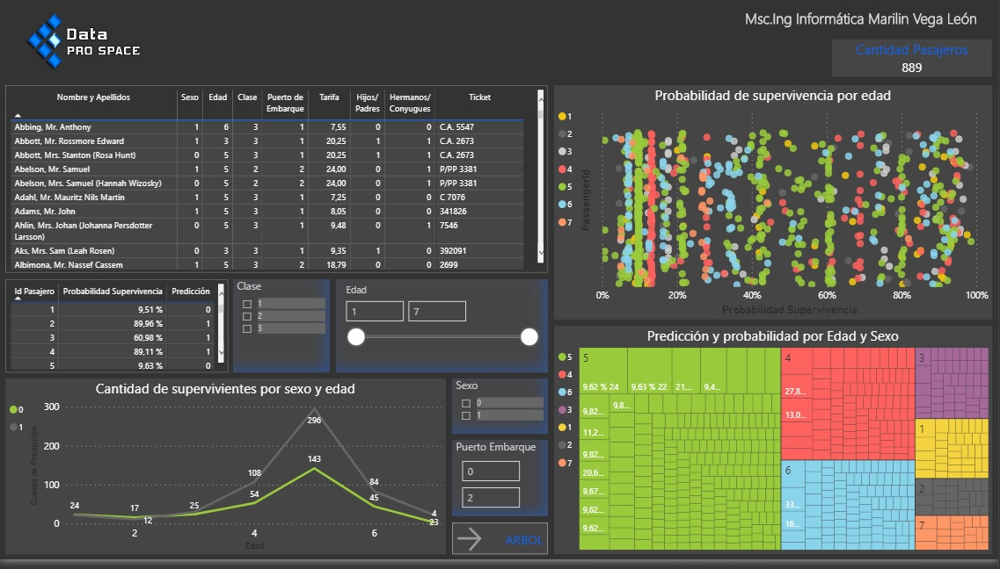 Data
PRO SPACE
Msc.Ing Informática Marilin Vega León
Cantidad Pasajeros
889
Nombre y Apellidos Sexo Edad Clase Puerto de Embarque Tarifa Hijos/ Padres Hermanos/ Conyugues Ticket
Abbing, Mr. Anthony 1 6 3 1 7,55 0 0 C.A. 5547
Abbott, Mr. Rossmore Edward 1 3 3 1 20,25 1 1 C.A. 2673
Abbott, Mrs. Stanton (Rosa Hunt) 0 5 3 1 20,25 1 1 C.A. 2673
Abelson, Mr. Samuel 1 5 2 2 24,00 0 1 P/PP 3381
Abelson, Mrs. Samuel (Hannah Wizosky) 0 5 2 2 24,00 0 1 P/PP 3381
Adahl, Mr. Mauritz Nils Martin 1 5 3 1 7,25 0 0 C 7076
Adams, Mr. John 1 5 3 1 8,05 0 0 341826
Ahlin, Mrs. Johan (Johanna Persdotter 0 5 3 1 9,48 0 1 7546
Larsson)
Aks, Mrs. Sam (Leah Rosen) 0 3 3 1 9,35 1 0 392091
Albimona, Mr. Nassef Cassem 1 5 3 2 18,79 0 0 2699
Probabilidad de supervivencia por edad
1
2
3
4
5
6
7
PassengerId
0% 20% 40% 60% 80% 100%
Probabilidad Supervivencia
Id Pasajero Probabilidad Supervivencia Predicción
1 9,51 % 0
2 89,96 % 1
3 60,98 % 1
4 89,11 % 1
5 9,63 % 0
Clase
1
2
3
Edad
1 7
Cantidad de supervivientes por sexo y edad
0
1
Cuenta de Predicción
300
200
100
0
24 17 12 25 108 54 296 143 84 45 4 23
2 4 6
Edad
Sexo
0
1
Puerto Embarque
0
2
ARBOL
Predicción y probabilidad por Edad y Sexo
5
4
6
3
1
2
7
5
9,62 % 24 9,63 % 22 21,... 9,4...
9,82... 9,8...
11,2...
9,82...
20,6...
9,67...
9,62...
9,62...
4
27,8...
13,0...
6
33...
16...
3
1
2
7